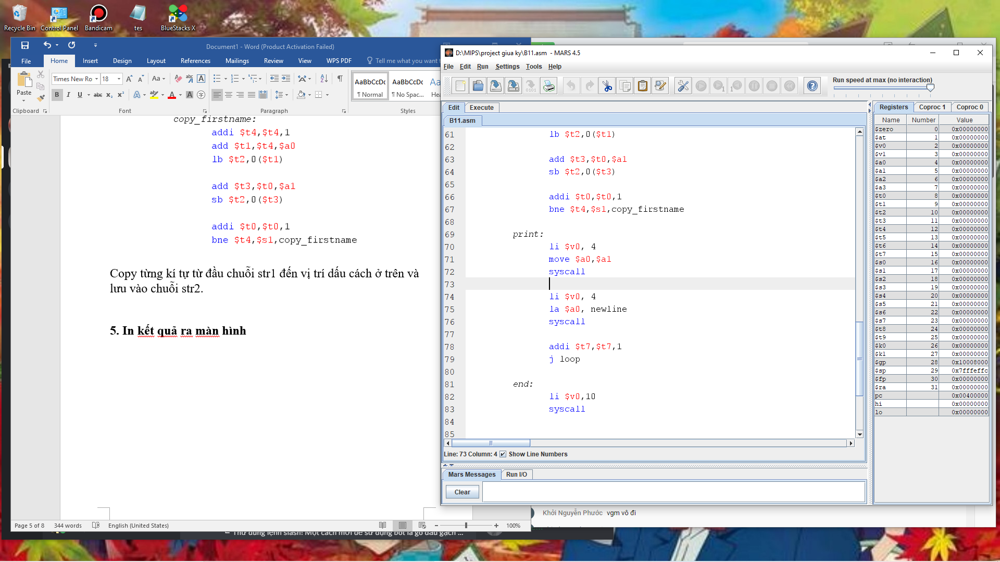 Recycle Bin
Control Panel
Bandicam
tes
BlueStacks X
Document1 - Word (Product Activation Failed)
File
Home
Insert
Design
Layout
References
Mailings
Review
View
WPS PDF
Tell me what you want t
Paste
Times New Ro
18
Clipboard
Font
Paragraph
AaBbCcDc
AaBbCcDc
¶ Normal
¶ No Spac...
Styles
copy_firstname:
addi $t4,$t4,1
add $t1,$t4,$a0
lb $t2,0($t1)
add $t3,$t0,$a1
sb $t2,0($t3)
addi $t0,$t0,1
bne $t4,$s1,copy_firstname
Copy từng kí tự từ đầu chuỗi str1 đến vị trí dấu cách ở trên và
lưu vào chuỗi str2.
5. In kết quả ra màn hình
Page 5 of 8
344 words
English (United States)
100%
D:\MIPS\project giua ky\B11.asm - MARS 4.5
File Edit Run Settings Tools Help
Run speed at max (no interaction)
Edit
Execute
B11.asm
61 lb $t2,0($t1)
62
63 add $t3,$t0,$a1
64 sb $t2,0($t3)
65
66 addi $t0,$t0,1
67 bne $t4,$s1,copy_firstname
68
69 print:
70 li $v0, 4
71 move $a0,$a1
72 syscall
73
74 li $v0, 4
75 la $a0, newline
76 syscall
77
78 addi $t7,$t7,1
79 j loop
80
81 end:
82 li $v0,10
83 syscall
84
85
Line: 73 Column: 4
Show Line Numbers
Mars Messages
Run I/O
Clear
Registers
Coproc 1
Coproc 0
Name Number Value
$zero 0 0x00000000
$at 1 0x00000000
$v0 2 0x00000000
$v1 3 0x00000000
$a0 4 0x00000000
$a1 5 0x00000000
$a2 6 0x00000000
$a3 7 0x00000000
$t0 8 0x00000000
$t1 9 0x00000000
$t2 10 0x00000000
$t3 11 0x00000000
$t4 12 0x00000000
$t5 13 0x00000000
$t6 14 0x00000000
$t7 15 0x00000000
$s0 16 0x00000000
$s1 17 0x00000000
$s2 18 0x00000000
$s3 19 0x00000000
$s4 20 0x00000000
$s5 21 0x00000000
$s6 22 0x00000000
$s7 23 0x00000000
$t8 24 0x00000000
$t9 25 0x00000000
$k0 26 0x00000000
$k1 27 0x00000000
$gp 28 0x10008000
$sp 29 0x7fffeffc
$fp 30 0x00000000
$ra 31 0x00000000
pc 0x00400000
hi 0x00000000
lo 0x00000000
Khởi Nguyễn Phước vgm vô đi
Thử dùng lệnh slash! Một cách mới để sử dụng bot là gõ dấu gạch ...